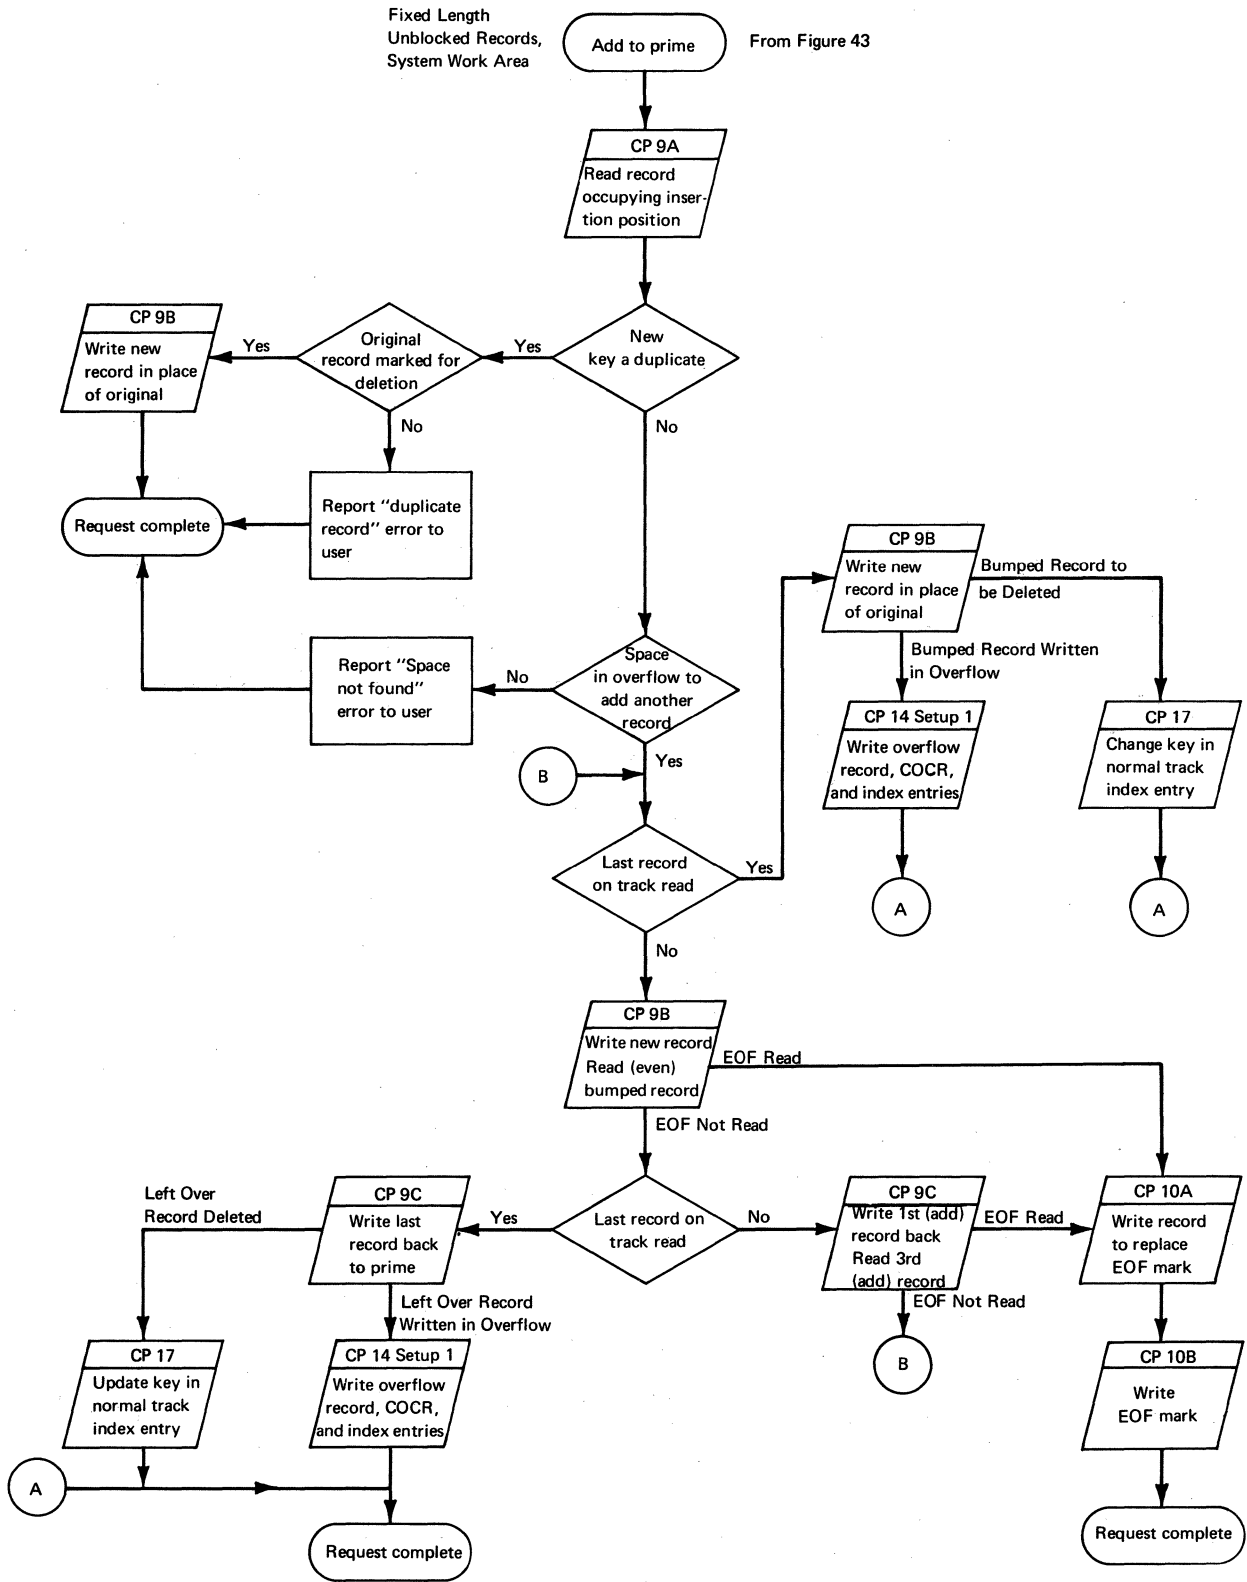 Fixed Length
Unblocked Records,
System Work Area
Add to prime
From Figure 43
CP 9A
Read record
occupying inser-
tion position
New
key a duplicate
Yes
Original
record marked for
deletion
Yes
CP 9B
Write new
record in place
of original
No
No
Report "duplicate
record" error to
user
Request complete
Space
in overflow to
add another
record
No
Report "Space
not found"
error to user
Yes
B
Last record
on track read
Yes
CP 9B
Write new
record in place
of original
Bumped Record to
be Deleted
Bumped Record Written
in Overflow
CP 14 Setup 1
Write overflow
record, COCR,
and index entries
CP 17
Change key in
normal track
index entry
A
A
No
CP 9B
Write new record
Read (even)
bumped record
EOF Read
EOF Not Read
Last record on
track read
Yes
No
CP 9C
Write last
record back
to prime
Left Over
Record Deleted
Left Over Record
Written in Overflow
CP 9C
Write 1st (add)
record back
Read 3rd
(add) record
EOF Read
EOF Not Read
B
CP 10A
Write record
to replace
EOF mark
CP 10B
Write
EOF mark
CP 17
Update key in
normal track
index entry
CP 14 Setup 1
Write overflow
record, COCR,
and index entries
A
Request complete
Request complete